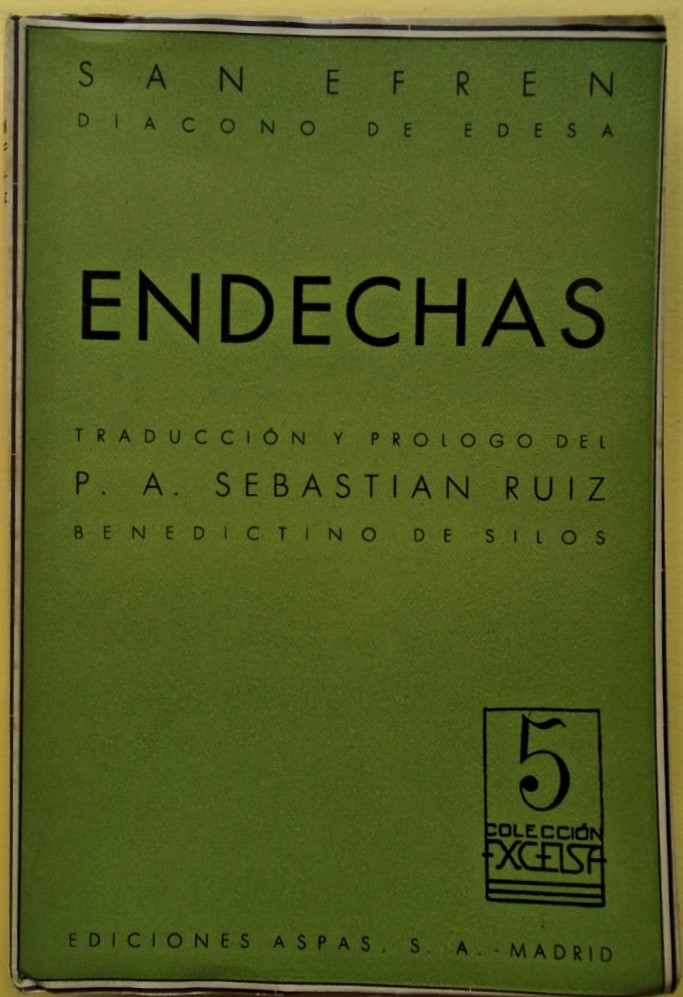 SAN EFREN
DIACONO DE EDESA
ENDECHAS
TRADUCCIÓN Y PROLOGO DEL
P. A. SEBASTIAN RUIZ
BENEDICTINO DE SILOS
5
COLECCIÓN
EXCELSA
EDICIONES ASPAS, S. A. - MADRID